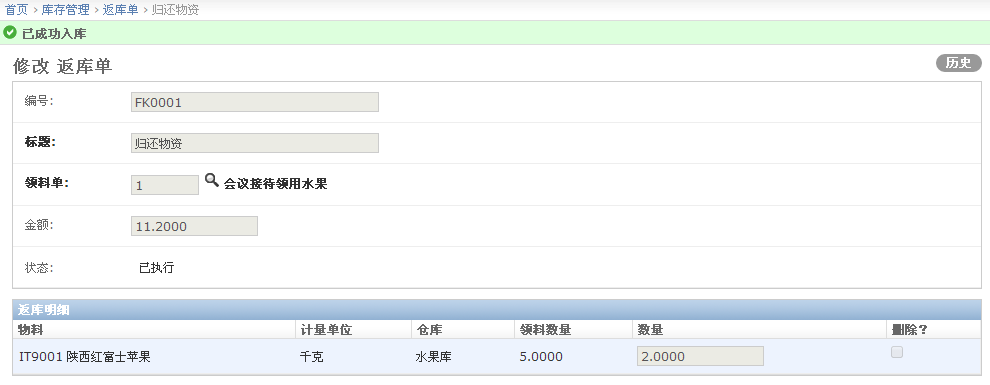 首页 › 库存管理 › 返库单 › 归还物资
已成功入库
修改 返库单
历史
编号: FK0001
标题: 归还物资
领料单: 1 会议接待领用水果
金额: 11.2000
状态: 已执行
返库明细
物料 计量单位 仓库 领料数量 数量 删除?
IT9001 陕西红富士苹果 千克 水果库 5.0000 2.0000